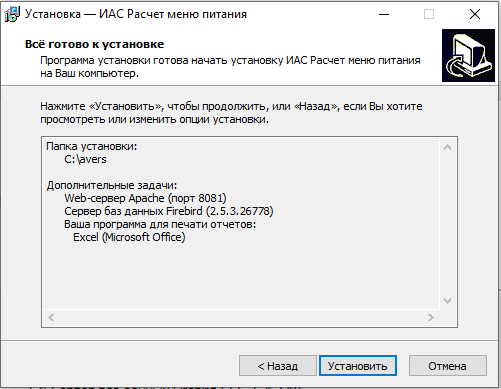 Установка — ИАС Расчет меню питания
Всё готово к установке
Программа установки готова начать установку ИАС Расчет меню питания
на Ваш компьютер.
Нажмите «Установить», чтобы продолжить, или «Назад», если Вы хотите
просмотреть или изменить опции установки.
Папка установки:
C:\avers
Дополнительные задачи:
Web-сервер Apache (порт 8081)
Сервер баз данных Firebird (2.5.3.26778)
Ваша программа для печати отчетов:
Excel (Microsoft Office)
< Назад
Установить
Отмена